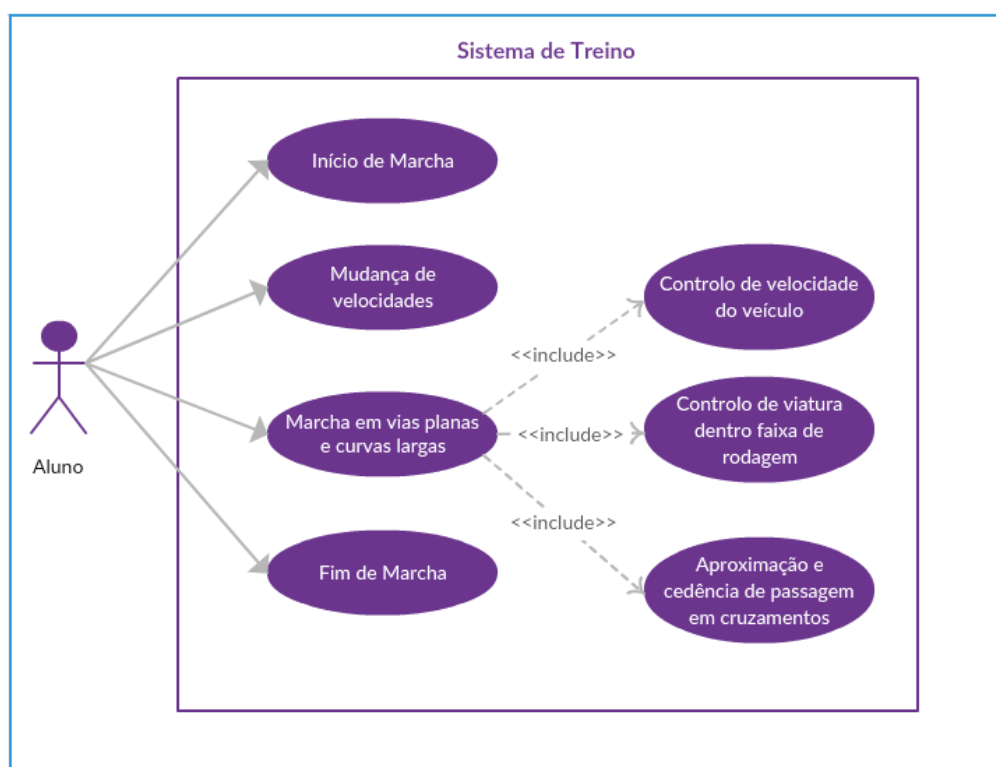 Sistema de Treino
Início de Marcha
Mudança de
velocidades
Controlo de velocidade
do veículo
<<include>>
Marcha em vias planas
e curvas largas
<<include>>
Controlo de viatura
dentro faixa de
rodagem
Aluno
<<include>>
Fim de Marcha
Aproximação e
cedência de passagem
em cruzamentos